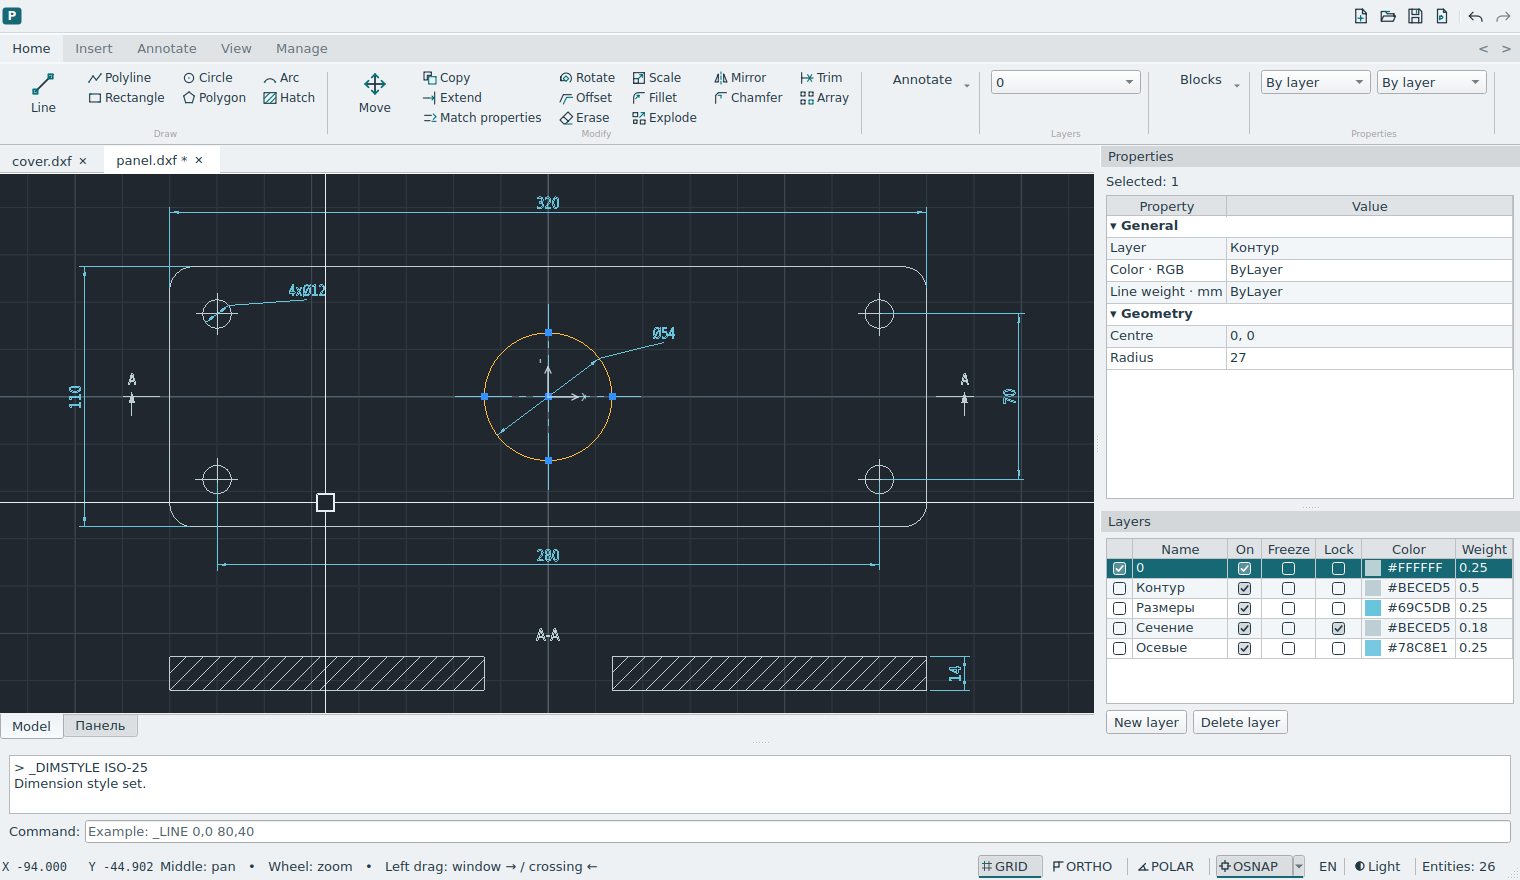 P
Home Insert Annotate View Manage < >
Line
Polyline Circle Arc
Rectangle Polygon Hatch
Draw
Move
Copy Rotate Scale Mirror Trim
Extend Offset Fillet Chamfer Array
Match properties Erase Explode
Modify
Annotate
0
Layers
Blocks
By layer By layer
Properties
cover.dxf × panel.dxf * ×
320
4xØ12
Ø54
A A
110
70
280
A-A
14
Model Панель
Properties
Selected: 1
Property Value
▾ General
Layer Контур
Color · RGB ByLayer
Line weight · mm ByLayer
▾ Geometry
Centre 0, 0
Radius 27
Layers
Name On Freeze Lock Color Weight
0 #FFFFFF 0.25
Контур #BECED5 0.5
Размеры #69C5DB 0.25
Сечение #BECED5 0.18
Осевые #78C8E1 0.25
New layer Delete layer
> _DIMSTYLE ISO-25
Dimension style set.
Command: Example: _LINE 0,0 80,40
X -94.000 Y -44.902 Middle: pan • Wheel: zoom • Left drag: window → / crossing ← GRID ORTHO POLAR OSNAP EN Light Entities: 26